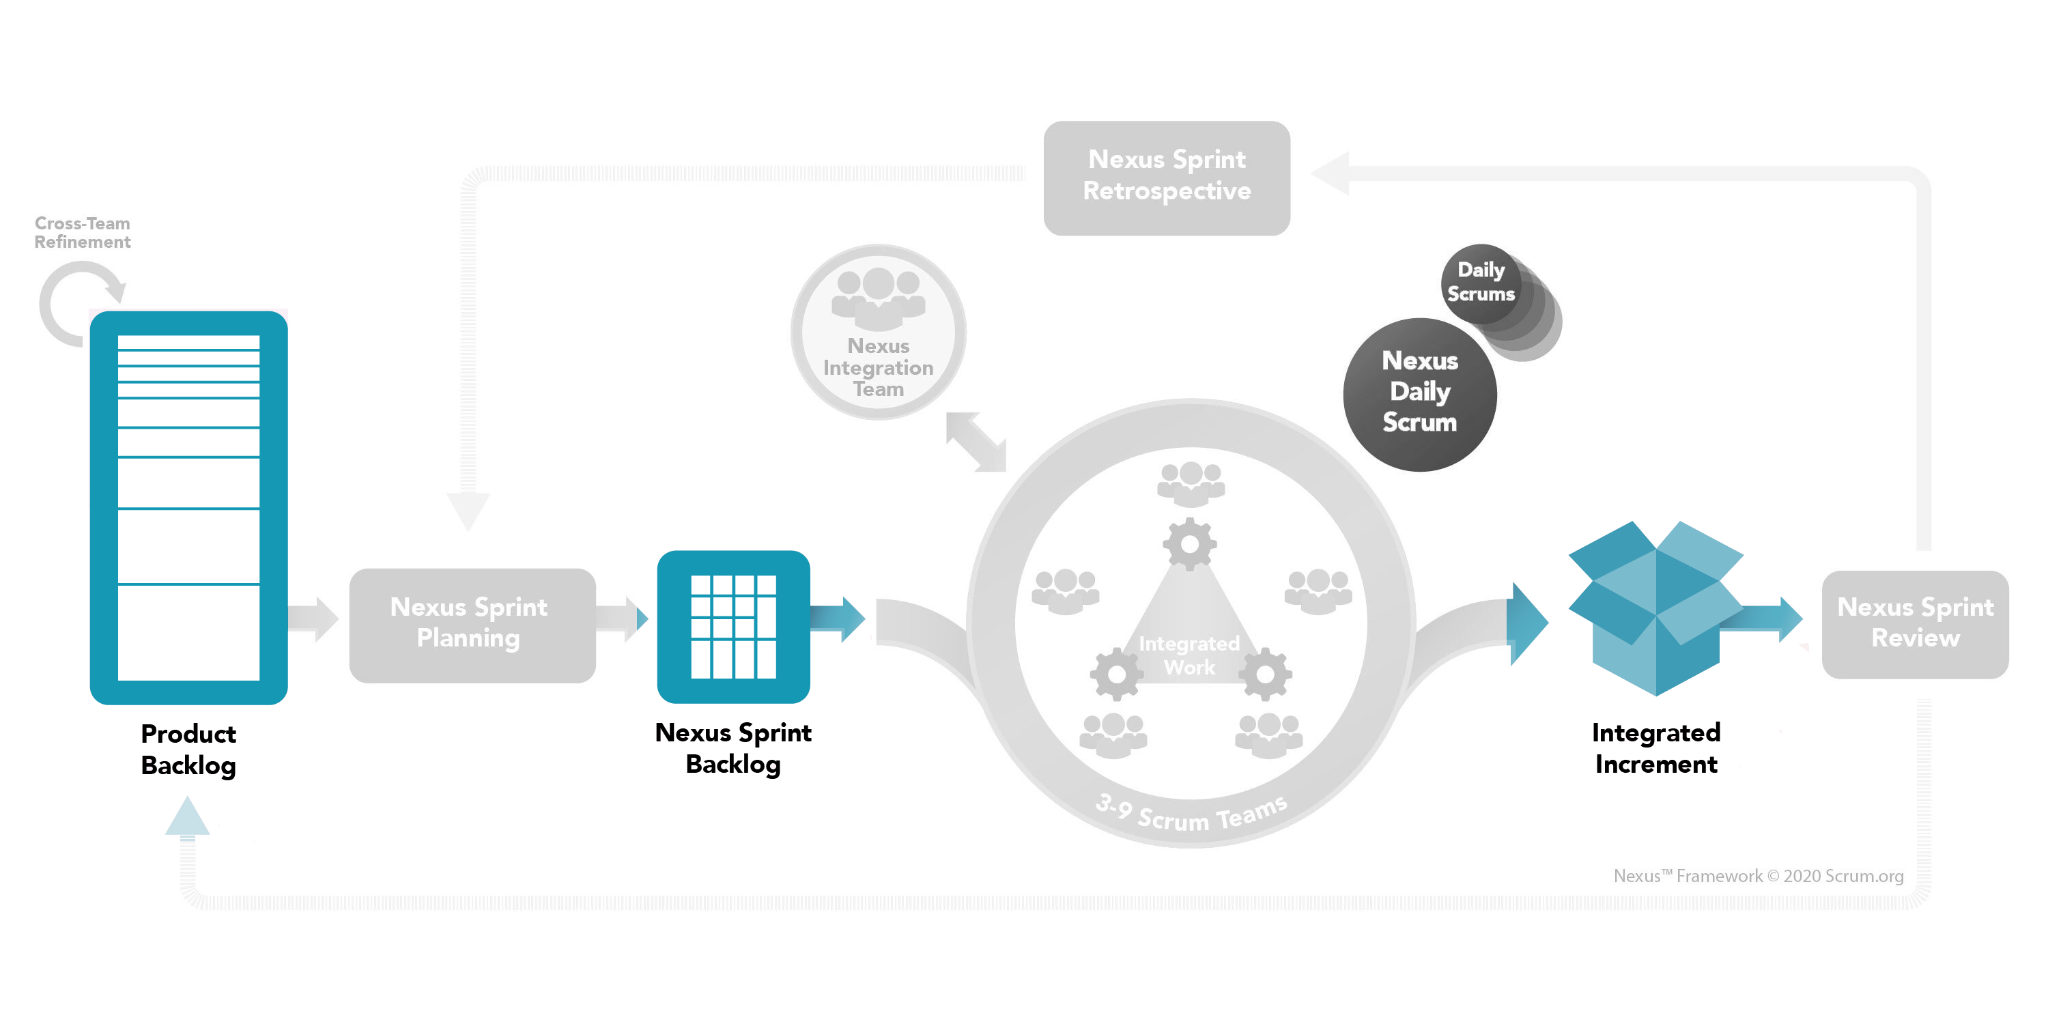 Nexus Sprint
Retrospective
Cross-Team
Refinement
Daily
Scrums
Nexus
Integration
Team
Nexus
Daily
Scrum
Nexus Sprint
Planning
Integrated
Work
Nexus Sprint
Review
Product
Backlog
Nexus Sprint
Backlog
Integrated
Increment
3-9 Scrum Teams
Nexus™ Framework © 2020 Scrum.org